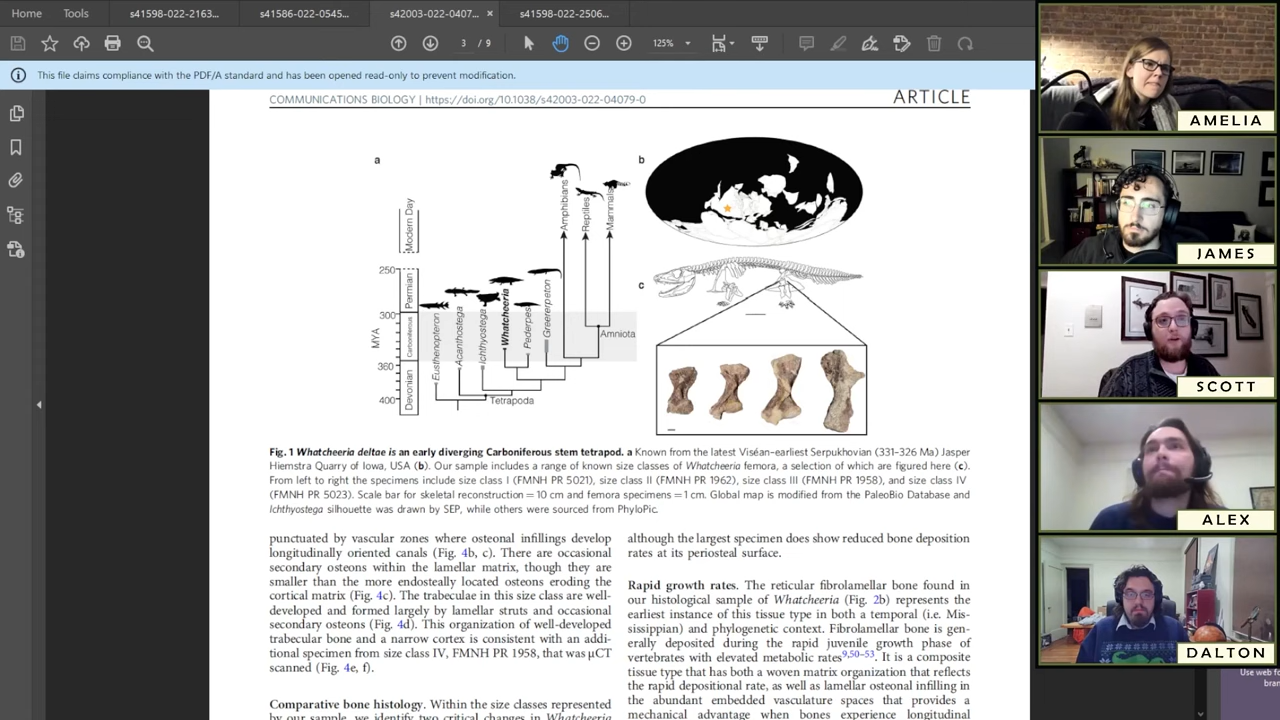 Home
Tools
s41598-022-2163...
s41586-022-0545...
s42003-022-0407...
s41598-022-2506...
3 / 9
125%
This file claims compliance with the PDF/A standard and has been opened read-only to prevent modification.
COMMUNICATIONS BIOLOGY | https://doi.org/10.1038/s42003-022-04079-0
ARTICLE
a
b
c
Modern Day
Permian
Carboniferous
Devonian
MYA
250
300
360
400
Eusthenopteron
Acanthostega
Ichthyostega
Whatcheeria
Pederpes
Greererpeton
Amphibians
Reptiles
Mammals
Amniota
Tetrapoda
Fig. 1 Whatcheeria deltae is an early diverging Carboniferous stem tetrapod. a Known from the latest Viséan–earliest Serpukhovian (331–326 Ma) Jasper
Hiemstra Quarry of Iowa, USA (b). Our sample includes a range of known size classes of Whatcheeria femora, a selection of which are figured here (c).
From left to right the specimens include size class I (FMNH PR 5021), size class II (FMNH PR 1962), size class III (FMNH PR 1958), and size class IV
(FMNH PR 5023). Scale bar for skeletal reconstruction = 10 cm and femora specimens = 1 cm. Global map is modified from the PaleoBio Database and
Ichthyostega silhouette was drawn by SEP, while others were sourced from PhyloPic.
punctuated by vascular zones where osteonal infillings develop
longitudinally oriented canals (Fig. 4b, c). There are occasional
secondary osteons within the lamellar matrix, though they are
smaller than the more endosteally located osteons eroding the
cortical matrix (Fig. 4c). The trabeculae in this size class are well-
developed and formed largely by lamellar struts and occasional
secondary osteons (Fig. 4d). This organization of well-developed
trabecular bone and a narrow cortex is consistent with an addi-
tional specimen from size class IV, FMNH PR 1958, that was µCT
scanned (Fig. 4e, f).
Comparative bone histology. Within the size classes represented
by our sample, we identify two critical changes in Whatcheeria
although the largest specimen does show reduced bone deposition
rates at its periosteal surface.
Rapid growth rates. The reticular fibrolamellar bone found in
our histological sample of Whatcheeria (Fig. 2b) represents the
earliest instance of this tissue type in both a temporal (i.e. Mis-
sissippian) and phylogenetic context. Fibrolamellar bone is gen-
erally deposited during the rapid juvenile growth phase of
vertebrates with elevated metabolic rates9,50–53. It is a composite
tissue type that has both a woven matrix organization that reflects
the rapid depositional rate, as well as lamellar osteonal infilling in
the abundant embedded vasculature spaces that provides a
mechanical advantage when bones experience longitudinal
AMELIA
JAMES
SCOTT
ALEX
DALTON
Use web fo
bran